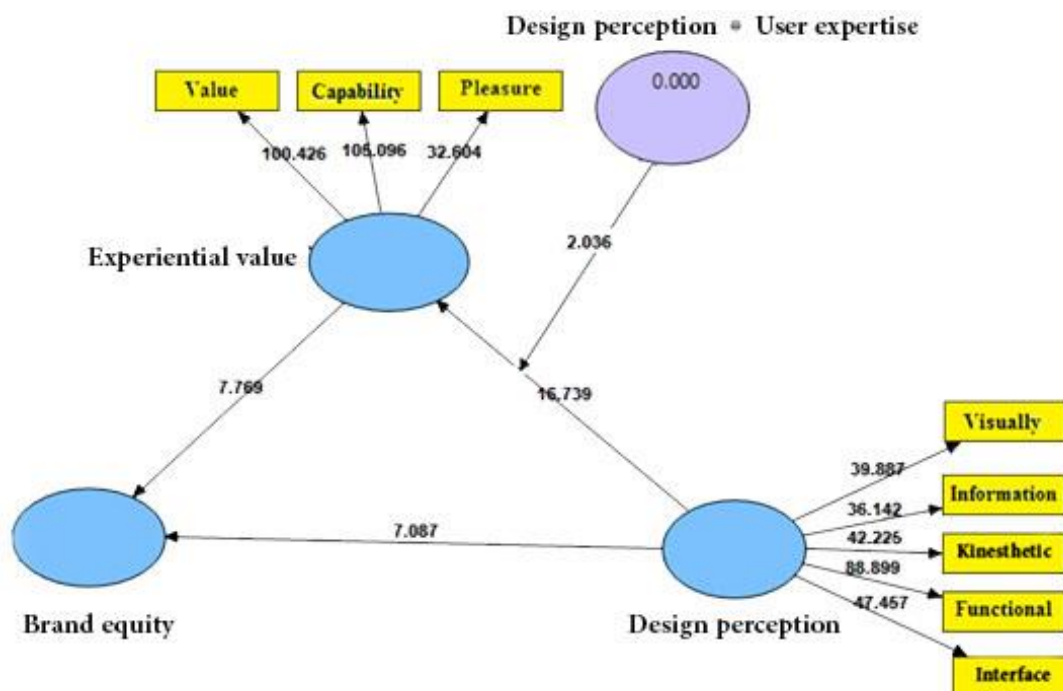 Design perception * User expertise
0.000
Value
Capability
Pleasure
100.426
105.096
32.604
2.036
Experiential value
7.769
16.739
Visually
39.887
Information
36.142
7.087
42.225
Kinesthetic
88.899
Functional
47.457
Brand equity
Design perception
Interface